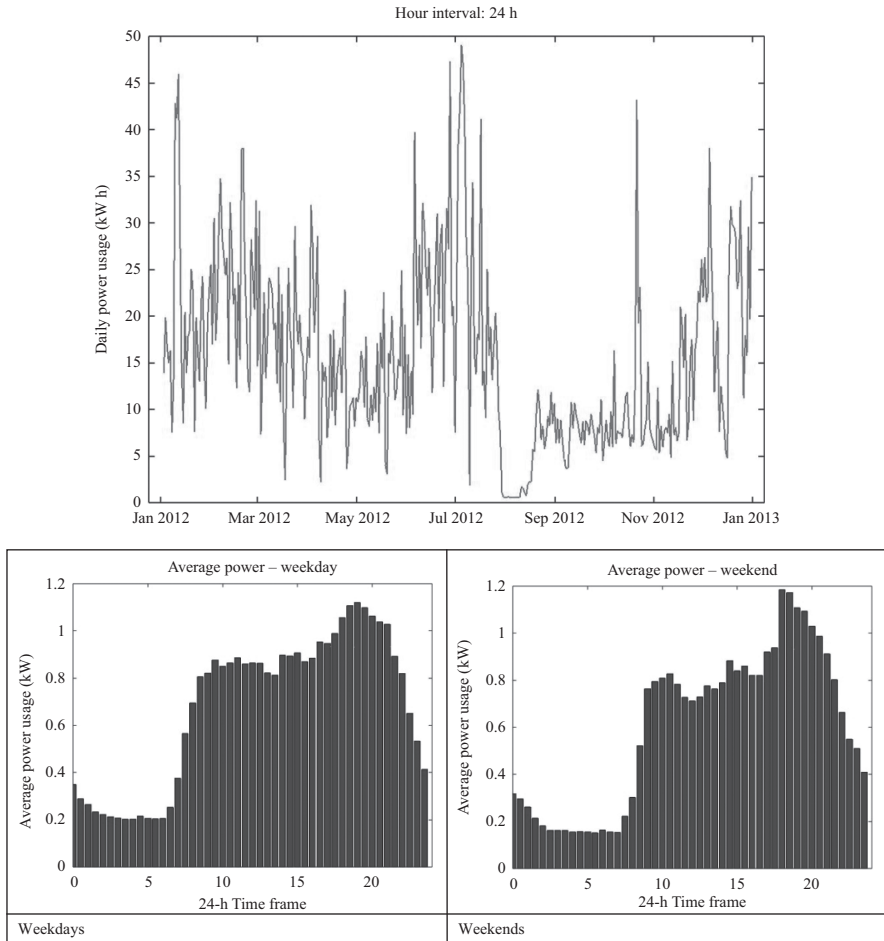 Hour interval: 24 h
50
45
40
35
30
25
20
15
10
5
0
Daily power usage (kW h)
Jan 2012 Mar 2012 May 2012 Jul 2012 Sep 2012 Nov 2012 Jan 2013
Average power – weekday
1.2
1
0.8
0.6
0.4
0.2
0
Average power usage (kW)
0 5 10 15 20
24-h Time frame
Weekdays
Average power – weekend
1.2
1
0.8
0.6
0.4
0.2
0
Average power usage (kW)
0 5 10 15 20
24-h Time frame
Weekends